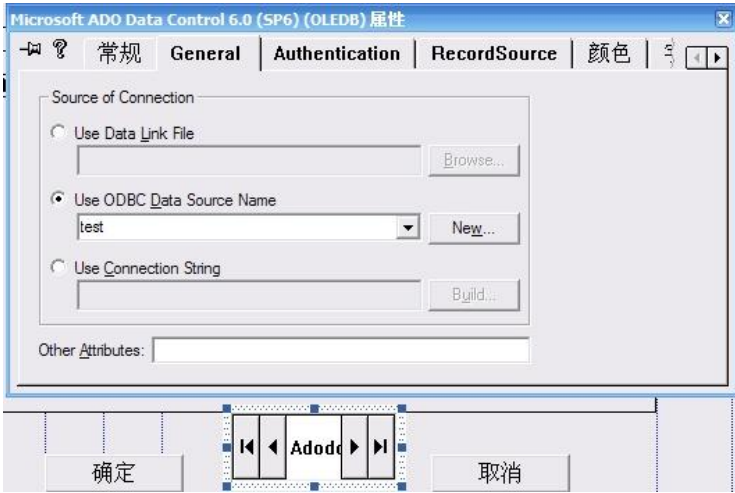 Microsoft ADO Data Control 6.0 (SP6) (OLEDB) 属性
常规 General Authentication RecordSource 颜色
Source of Connection
Use Data Link File
Browse...
Use ODBC Data Source Name
test
New...
Use Connection String
Build...
Other Attributes:
Adodc
确定
取消